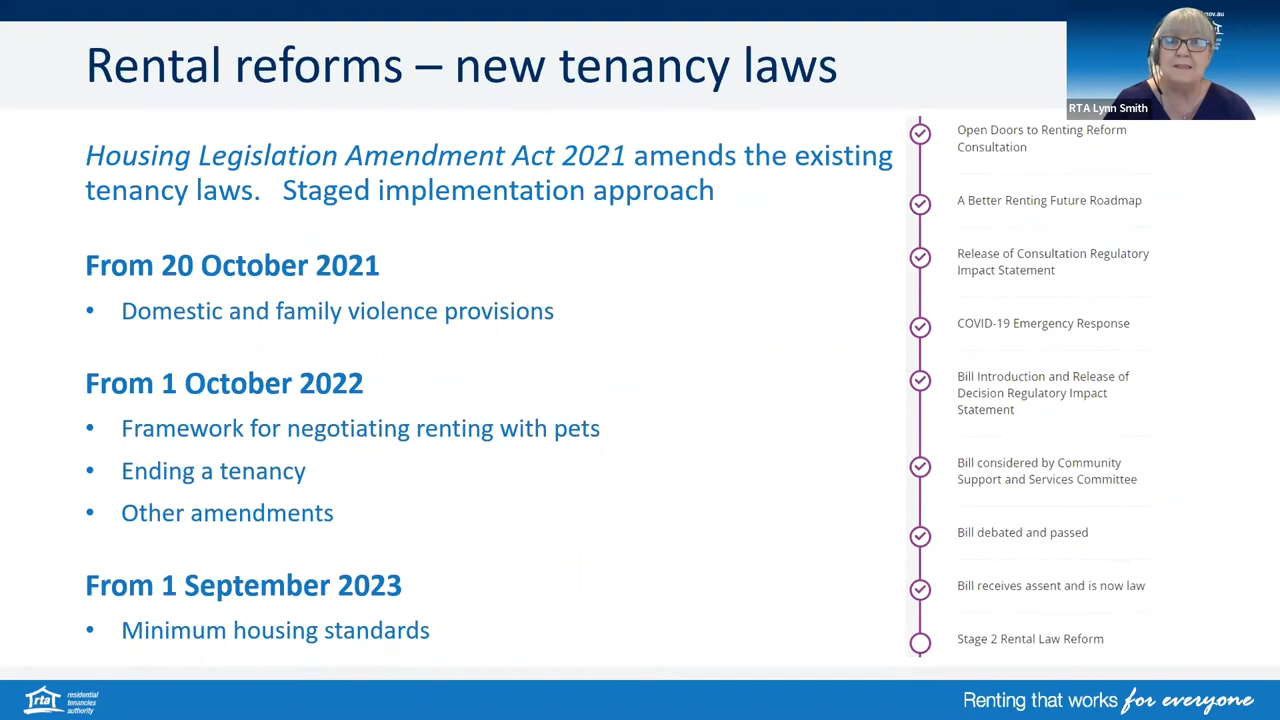 Rental reforms – new tenancy laws
Housing Legislation Amendment Act 2021 amends the existing
tenancy laws. Staged implementation approach
From 20 October 2021
• Domestic and family violence provisions
From 1 October 2022
• Framework for negotiating renting with pets
• Ending a tenancy
• Other amendments
From 1 September 2023
• Minimum housing standards
gov.au
RTA Lynn Smith
Open Doors to Renting Reform
Consultation
A Better Renting Future Roadmap
Release of Consultation Regulatory
Impact Statement
COVID-19 Emergency Response
Bill Introduction and Release of
Decision Regulatory Impact
Statement
Bill considered by Community
Support and Services Committee
Bill debated and passed
Bill receives assent and is now law
Stage 2 Rental Law Reform
rta
residential
tenancies
authority
Renting that works for everyone